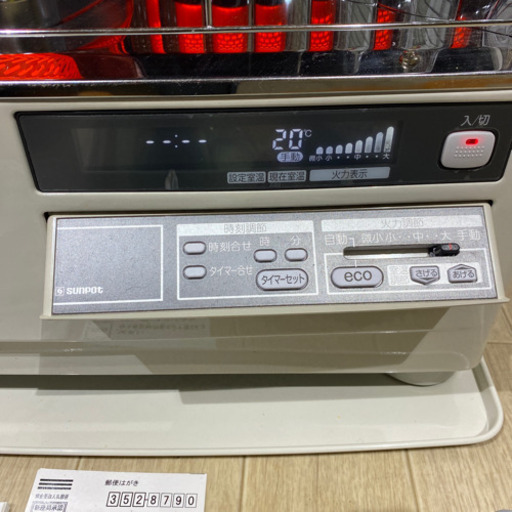 入/切
--:-- 20℃
手動 微小 小 ・ ・ 中 ・ ・ 大
設定室温 現在室温 火力表示
時刻調節
時刻合せ 時 分
タイマー合せ タイマーセット
火力調節
自動 微小 小・・中・・大 手動
eco さげる あげる
SUNPOT
郵便はがき
3528790